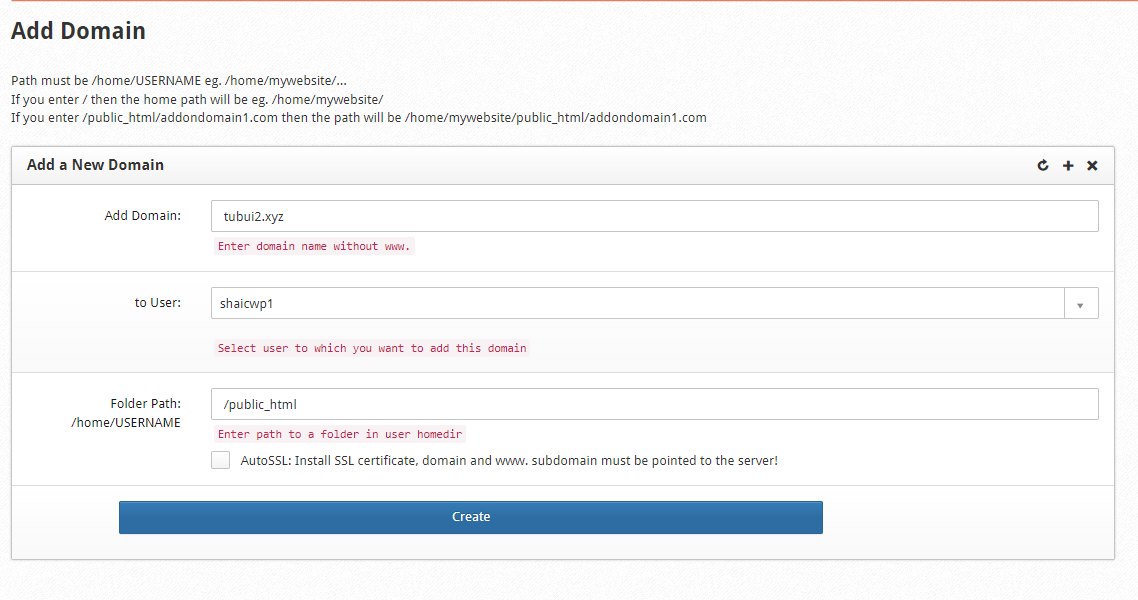 Add Domain
Path must be /home/USERNAME eg. /home/mywebsite/...
If you enter / then the home path will be eg. /home/mywebsite/
If you enter /public_html/addondomain1.com then the path will be /home/mywebsite/public_html/addondomain1.com
Add a New Domain
Add Domain: tubui2.xyz
Enter domain name without www.
to User: shaicwp1
Select user to which you want to add this domain
Folder Path: /public_html
/home/USERNAME
Enter path to a folder in user homedir
AutoSSL: Install SSL certificate, domain and www. subdomain must be pointed to the server!
Create